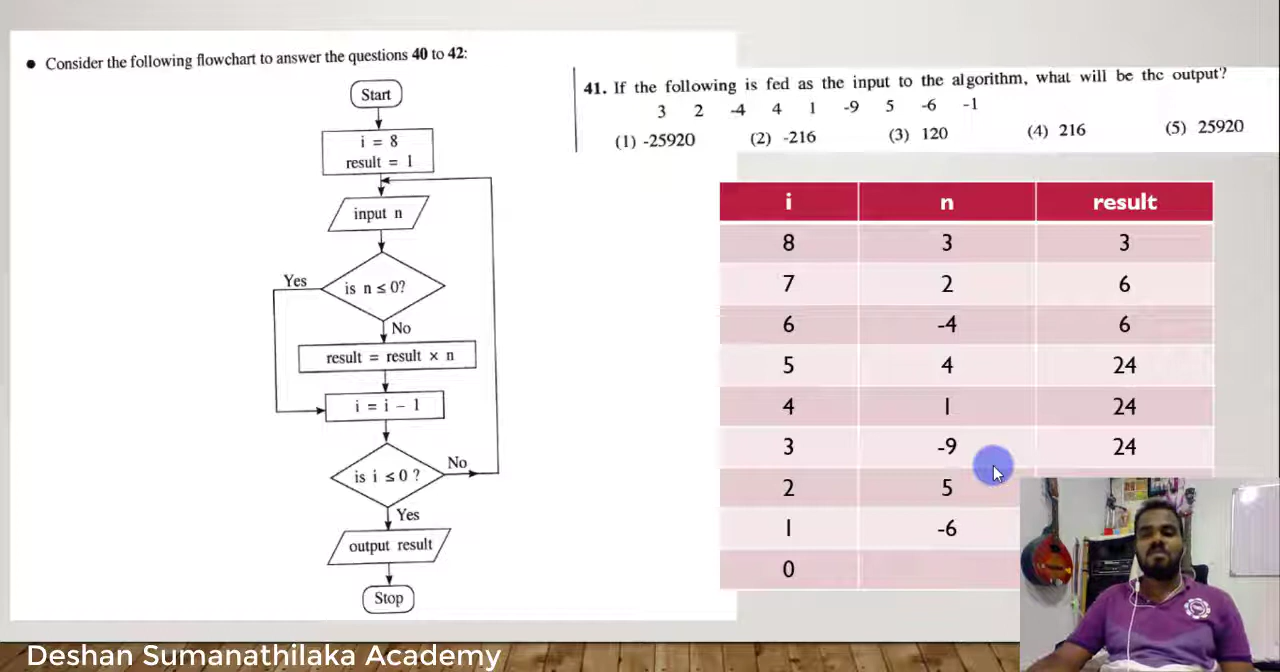 • Consider the following flowchart to answer the questions 40 to 42:
Start
i = 8
result = 1
input n
Yes
is n ≤ 0?
No
result = result × n
i = i – 1
is i ≤ 0 ?
No
Yes
output result
Stop
41. If the following is fed as the input to the algorithm, what will be the output?
3 2 -4 4 1 -9 5 -6 -1
(1) -25920 (2) -216 (3) 120 (4) 216 (5) 25920
i n result
8 3 3
7 2 6
6 -4 6
5 4 24
4 1 24
3 -9 24
2 5
1 -6
0
Deshan Sumanathilaka Academy